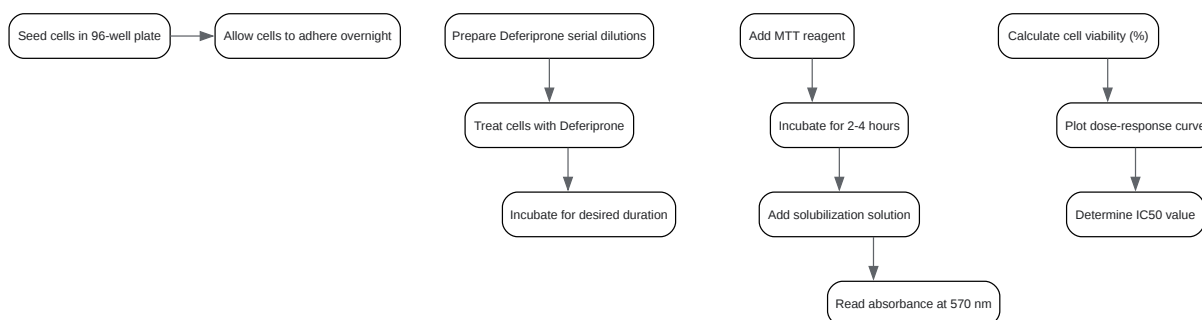 Seed cells in 96-well plate
Allow cells to adhere overnight
Prepare Deferiprone serial dilutions
Treat cells with Deferiprone
Incubate for desired duration
Add MTT reagent
Incubate for 2-4 hours
Add solubilization solution
Read absorbance at 570 nm
Calculate cell viability (%)
Plot dose-response curve
Determine IC50 value